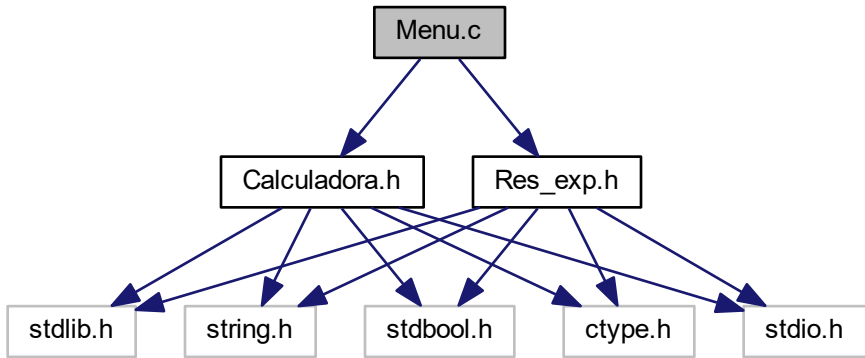 Menu.c
Calculadora.h
Res_exp.h
stdlib.h
string.h
stdbool.h
ctype.h
stdio.h